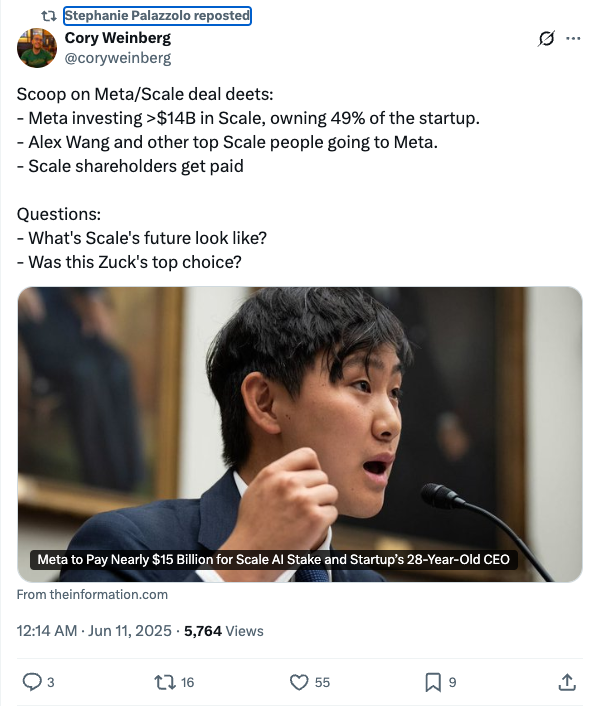 Stephanie Palazzolo reposted
Cory Weinberg
@coryweinberg
Scoop on Meta/Scale deal deets:
- Meta investing >$14B in Scale, owning 49% of the startup.
- Alex Wang and other top Scale people going to Meta.
- Scale shareholders get paid
Questions:
- What's Scale's future look like?
- Was this Zuck's top choice?
Meta to Pay Nearly $15 Billion for Scale AI Stake and Startup's 28-Year-Old CEO
From theinformation.com
12:14 AM · Jun 11, 2025 · 5,764 Views
3 16 55 9